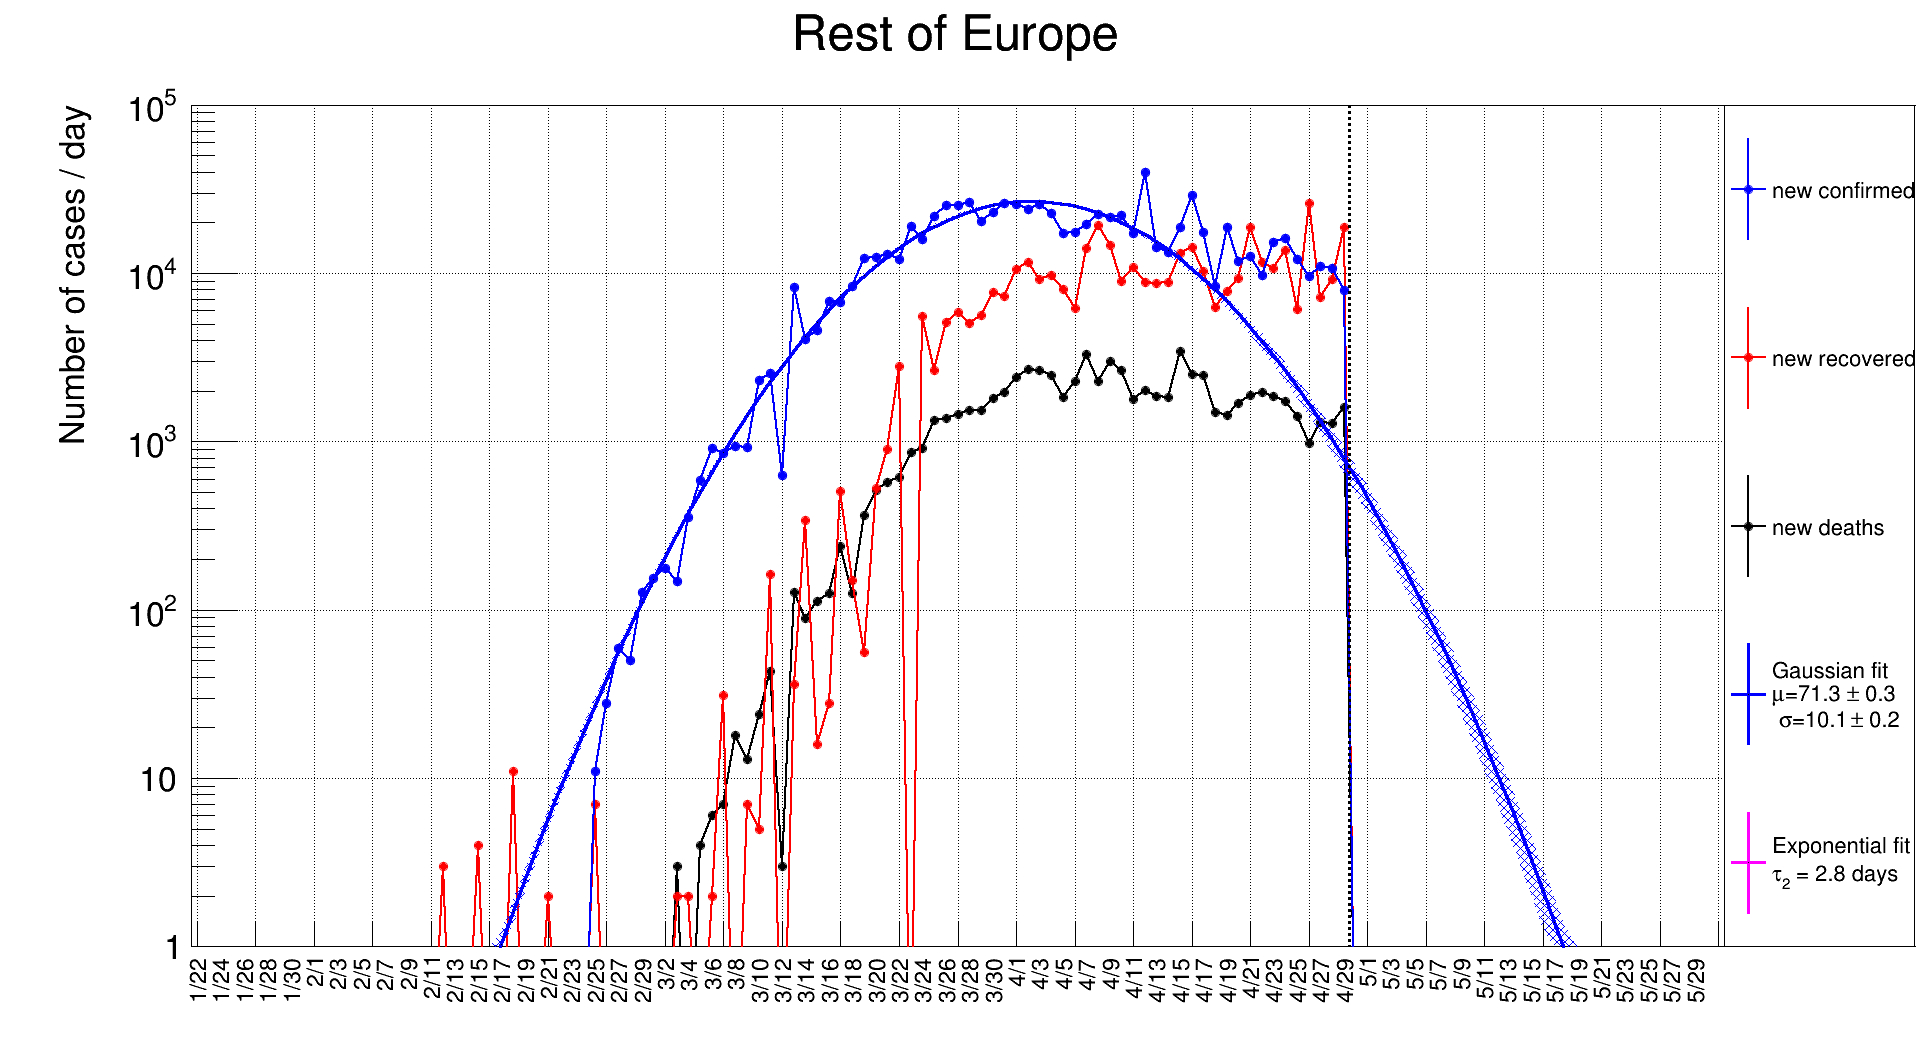 Rest of Europe
Number of cases / day
10⁵
10⁴
10³
10²
10
1
1/22 1/24 1/26 1/28 1/30 2/1 2/3 2/5 2/7 2/9 2/11 2/13 2/15 2/17 2/19 2/21 2/23 2/25 2/27 2/29 3/2 3/4 3/6 3/8 3/10 3/12 3/14 3/16 3/18 3/20 3/22 3/24 3/26 3/28 3/30 4/1 4/3 4/5 4/7 4/9 4/11 4/13 4/15 4/17 4/19 4/21 4/23 4/25 4/27 4/29 5/1 5/3 5/5 5/7 5/9 5/11 5/13 5/15 5/17 5/19 5/21 5/23 5/25 5/27 5/29
new confirmed
new recovered
new deaths
Gaussian fit
μ=71.3 ± 0.3
σ=10.1 ± 0.2
Exponential fit
τ₂ = 2.8 days